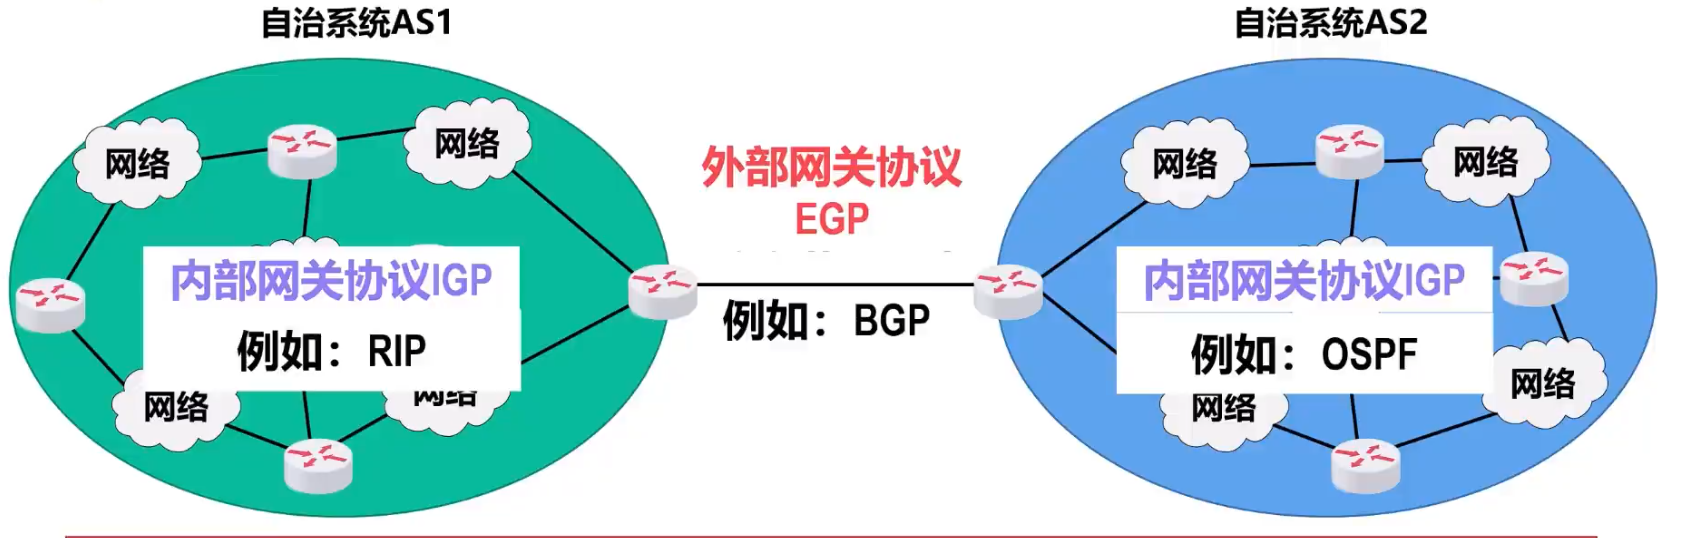 自治系统AS1
自治系统AS2
网络
网络
外部网关协议
EGP
网络
网络
内部网关协议IGP
例如：RIP
例如：BGP
内部网关协议IGP
例如：OSPF
网络
网络
网络
网络